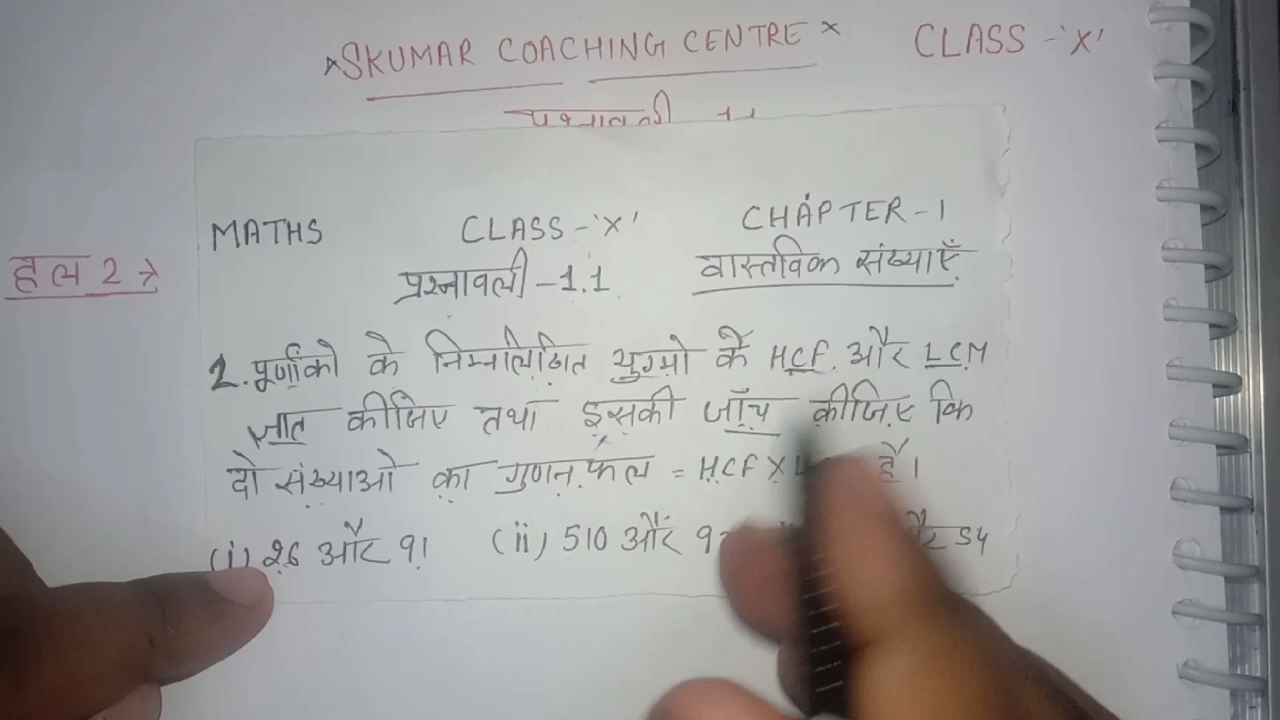 ×SKUMAR COACHING CENTRE× CLASS-'X'
MATHS CLASS-'X' CHAPTER-1
प्रश्नावली-1.1 वास्तविक संख्याएँ
हल 2→
2. पूर्णांको के निम्नलिखित युग्मो के HCF और LCM
ज्ञात कीजिए तथा इसकी जाँच कीजिए कि
दो संख्याओ का गुणनफल = HCF X है।
(i) 26 और 91 (ii) 510 और 54